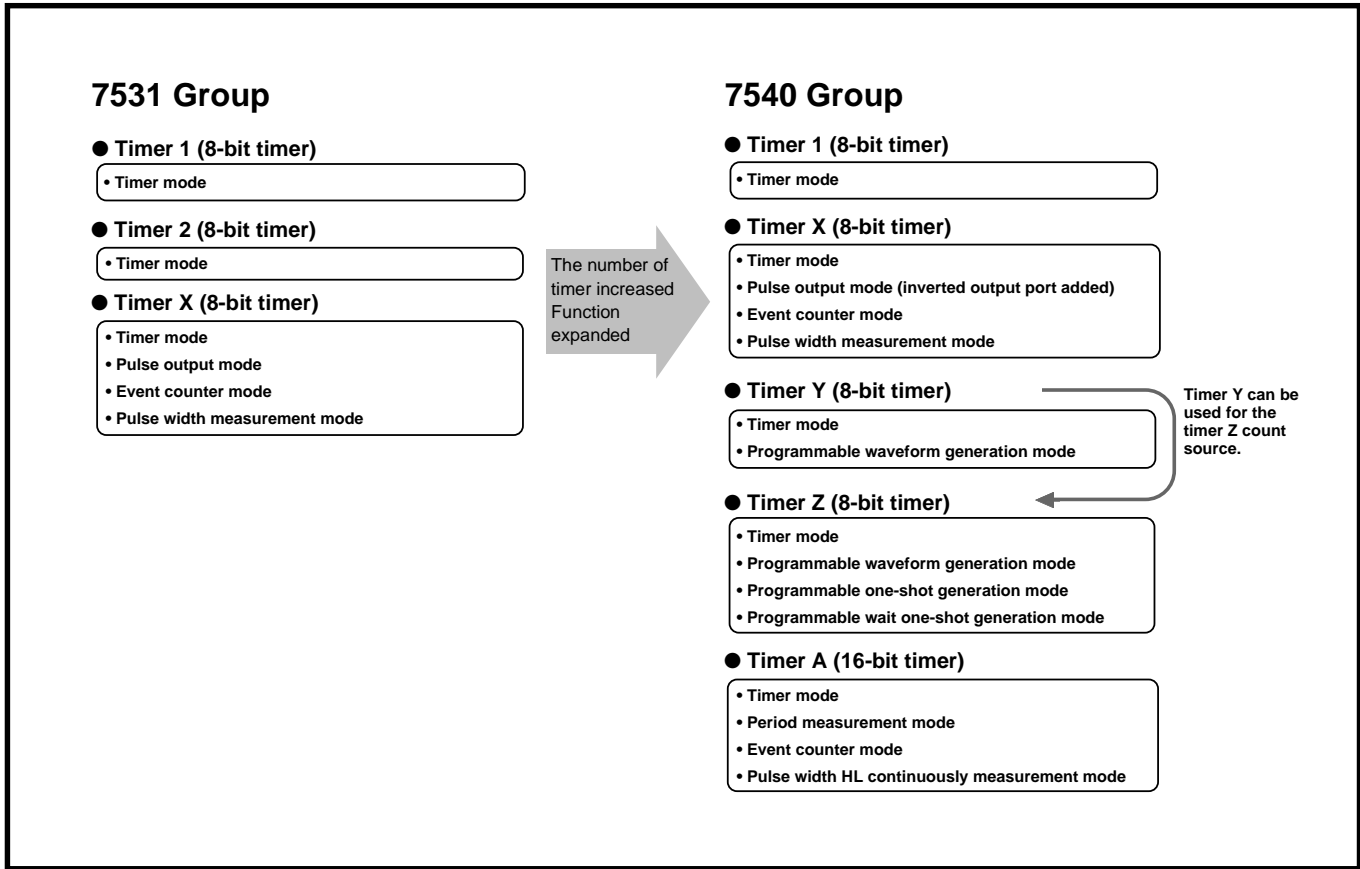 7531 Group
● Timer 1 (8-bit timer)
• Timer mode
● Timer 2 (8-bit timer)
• Timer mode
● Timer X (8-bit timer)
• Timer mode
• Pulse output mode
• Event counter mode
• Pulse width measurement mode
The number of
timer increased
Function
expanded
7540 Group
● Timer 1 (8-bit timer)
• Timer mode
● Timer X (8-bit timer)
• Timer mode
• Pulse output mode (inverted output port added)
• Event counter mode
• Pulse width measurement mode
● Timer Y (8-bit timer)
• Timer mode
• Programmable waveform generation mode
Timer Y can be
used for the
timer Z count
source.
● Timer Z (8-bit timer)
• Timer mode
• Programmable waveform generation mode
• Programmable one-shot generation mode
• Programmable wait one-shot generation mode
● Timer A (16-bit timer)
• Timer mode
• Period measurement mode
• Event counter mode
• Pulse width HL continuously measurement mode